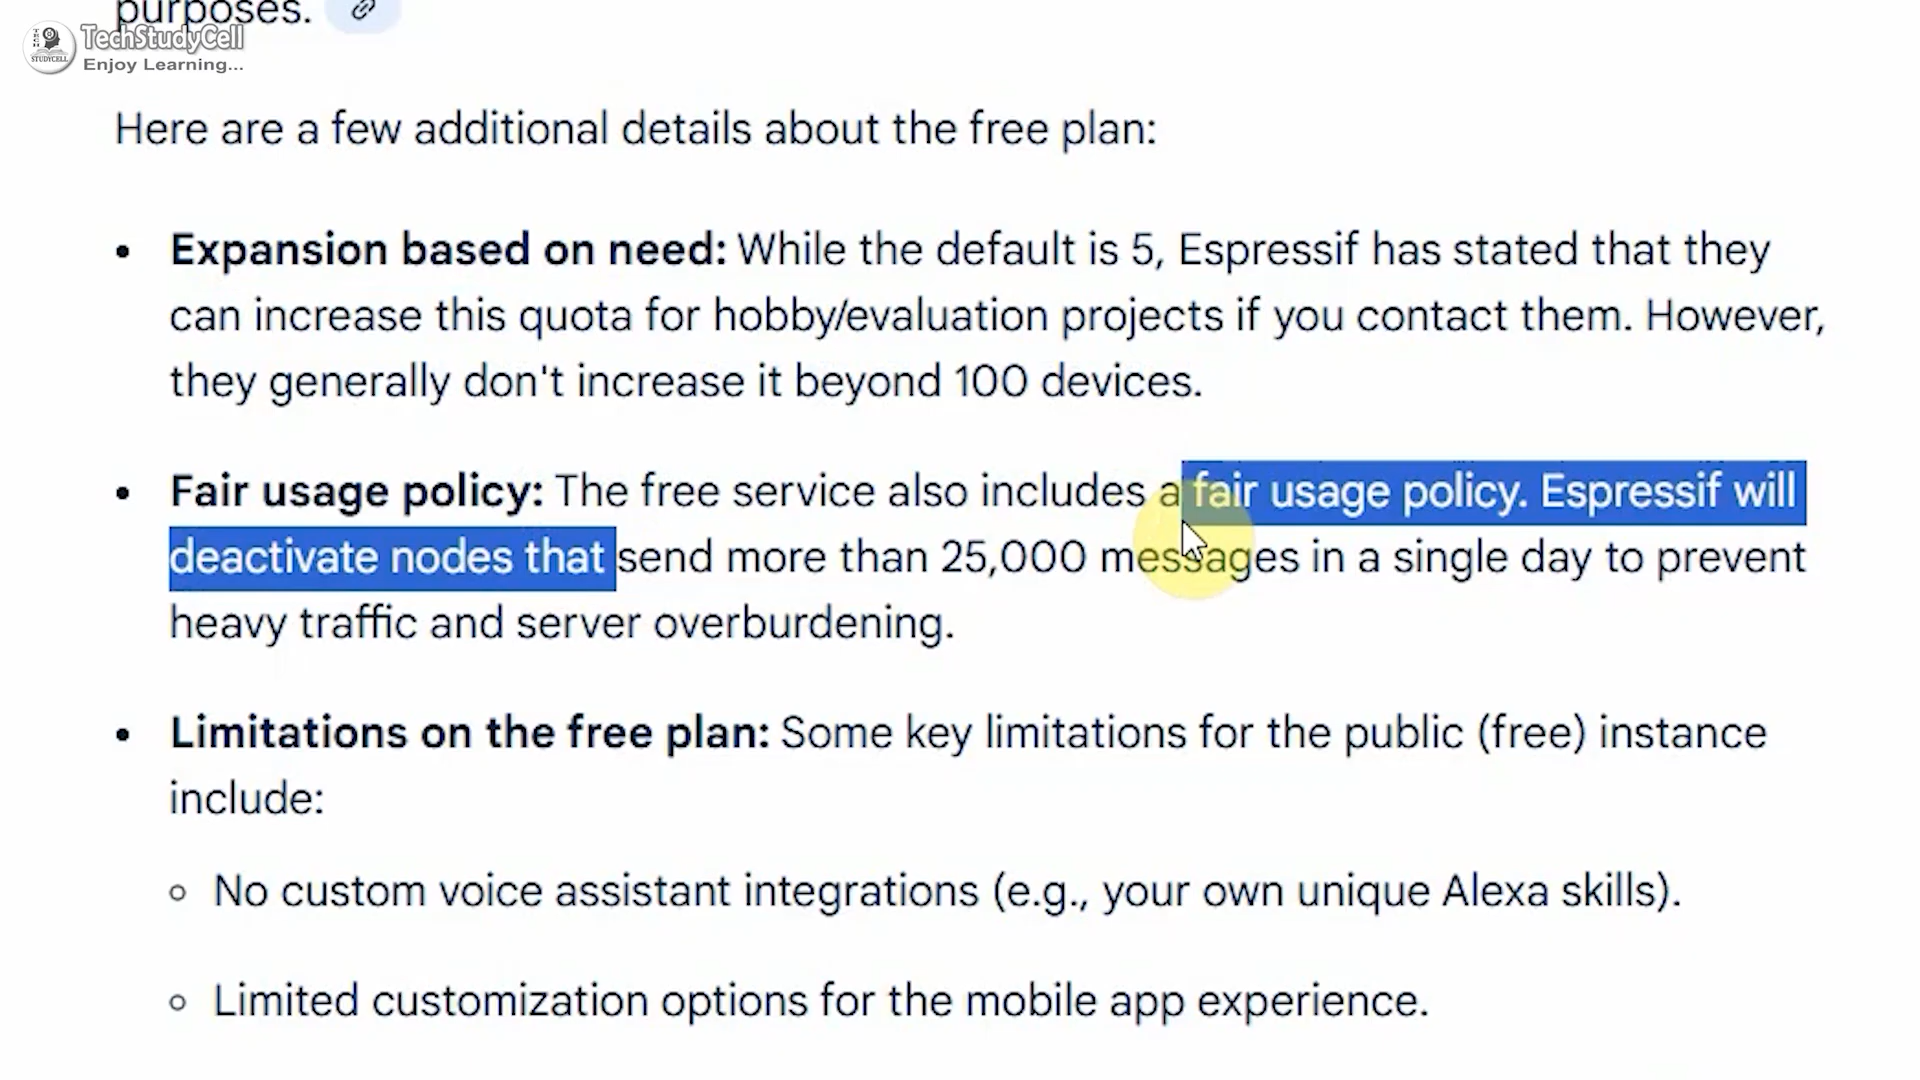 purposes.
TECH
STUDYCELL
TechStudyCell
Enjoy Learning...
Here are a few additional details about the free plan:
• Expansion based on need: While the default is 5, Espressif has stated that they
can increase this quota for hobby/evaluation projects if you contact them. However,
they generally don't increase it beyond 100 devices.
• Fair usage policy: The free service also includes a fair usage policy. Espressif will
deactivate nodes that send more than 25,000 messages in a single day to prevent
heavy traffic and server overburdening.
• Limitations on the free plan: Some key limitations for the public (free) instance
include:
○ No custom voice assistant integrations (e.g., your own unique Alexa skills).
○ Limited customization options for the mobile app experience.